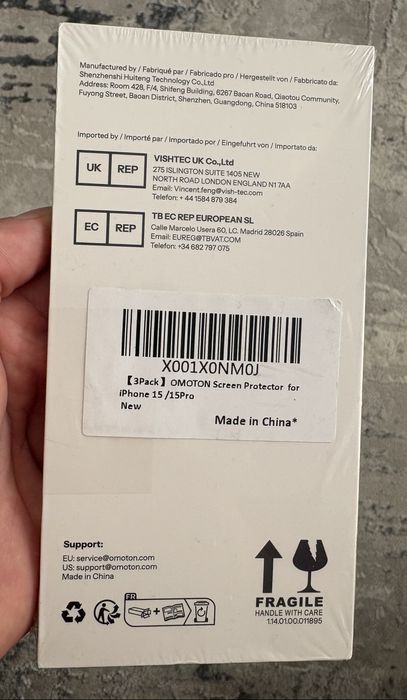 Manufactured by / Fabriqué par / Fabricado pro / Hergestellt von / Fabbricato da:
Shenzhenshi Huiteng Technology Co.,Ltd
Address: Room 428, F/4, Shifeng Building, 6267 Baoan Road, Qiaotou Community,
Fuyong Street, Baoan District, Shenzhen, Guangdong, China 518103
Imported by / Importé par / Importado por / Eingefuhrt von / Importato da:
UK REP
VISHTEC UK Co.,Ltd
275 ISLINGTON SUITE 1405 NEW
NORTH ROAD LONDON ENGLAND N1 7AA
Email: Vincent.feng@vish-tec.com
Telefon: + 44 1584 879 384
EC REP
TB EC REP EUROPEAN SL
Calle Marcelo Usera 60, LC. Madrid 28026 Spain
Email: EUREG@TBVAT.COM
Telefon: +34 682 797 075
X001X0NM0J
【3Pack】OMOTON Screen Protector for
iPhone 15 /15Pro
New
Made in China*
Support:
EU: service@omoton.com
US: support@omoton.com
Made in China
FR
FRAGILE
HANDLE WITH CARE
1.14.01.00.011895